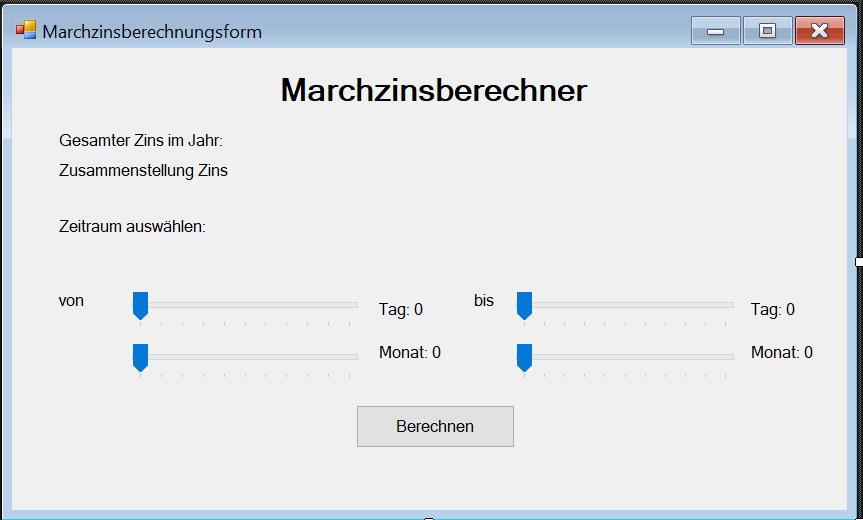 Marchzinsberechnungsform
Marchzinsberechner
Gesamter Zins im Jahr:
Zusammenstellung Zins
Zeitraum auswählen:
von
Tag: 0
bis
Tag: 0
Monat: 0
Monat: 0
Berechnen